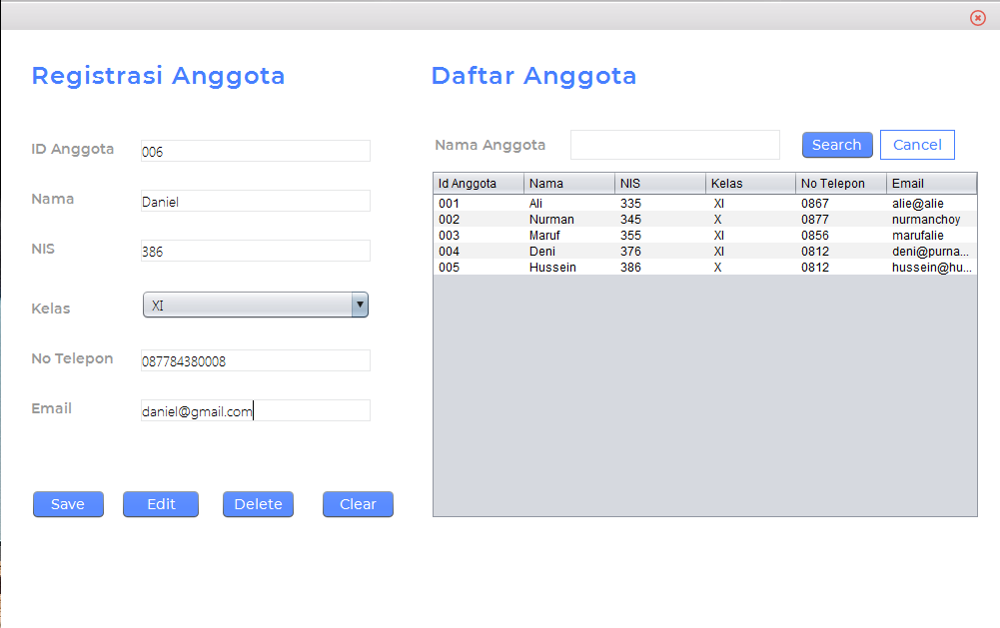 Registrasi Anggota
ID Anggota 006
Nama Daniel
NIS 386
Kelas XI
No Telepon 087784380008
Email daniel@gmail.com
Save Edit Delete Clear
Daftar Anggota
Nama Anggota Search Cancel
Id Anggota Nama NIS Kelas No Telepon Email
001 Ali 335 XI 0867 alie@alie
002 Nurman 345 X 0877 nurmanchoy
003 Maruf 355 XI 0856 marufalie
004 Deni 376 XI 0812 deni@purna...
005 Hussein 386 X 0812 hussein@hu...